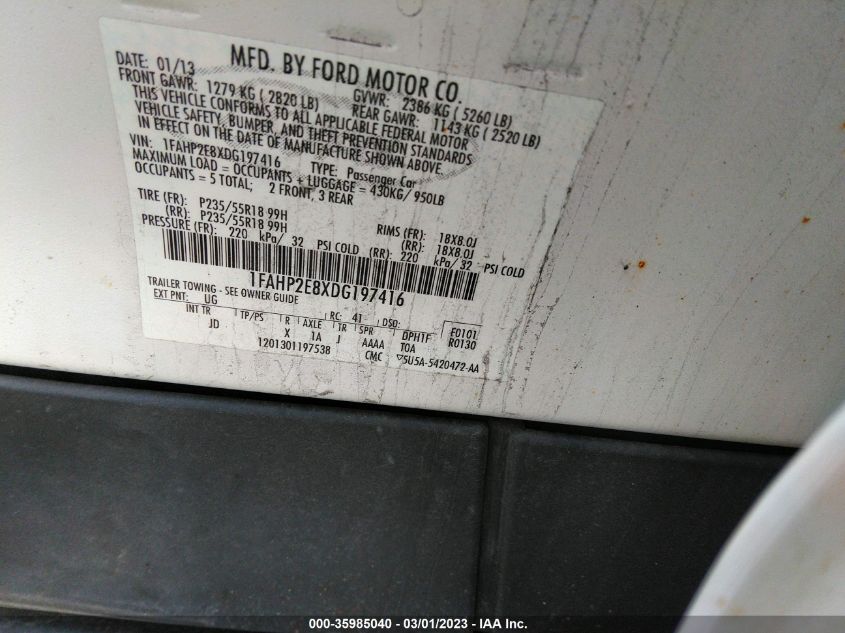 MFD. BY FORD MOTOR CO.
DATE: 01/13 GVWR: 2386 KG (5260 LB)
FRONT GAWR: 1279 KG (2820 LB) REAR GAWR: 1143 KG (2520 LB)
THIS VEHICLE CONFORMS TO ALL APPLICABLE FEDERAL MOTOR
VEHICLE SAFETY, BUMPER, AND THEFT PREVENTION STANDARDS
IN EFFECT ON THE DATE OF MANUFACTURE SHOWN ABOVE
VIN: 1FAHP2E8XDG197416 TYPE: Passenger Car
MAXIMUM LOAD = OCCUPANTS + LUGGAGE = 430KG/ 950LB
OCCUPANTS = 5 TOTAL; 2 FRONT, 3 REAR
TIRE (FR): P235/55R18 99H RIMS (FR): 18X8.0J
(RR): P235/55R18 99H (RR): 18X8.0J
PRESSURE (FR): 220 kPa/ 32 PSI COLD (RR): 220 kPa/ 32 PSI COLD
1FAHP2E8XDG197416
TRAILER TOWING - SEE OWNER GUIDE
EXT PNT: UG RC: 41 DSO: F0101
INT TR TP/PS R AXLE TR SPR DPH1F R0130
JD X 1A J AAAA TOA
1201301197538 CMC ▽5U5A-5420472-AA
000-35985040 / 03/01/2023 - IAA Inc.